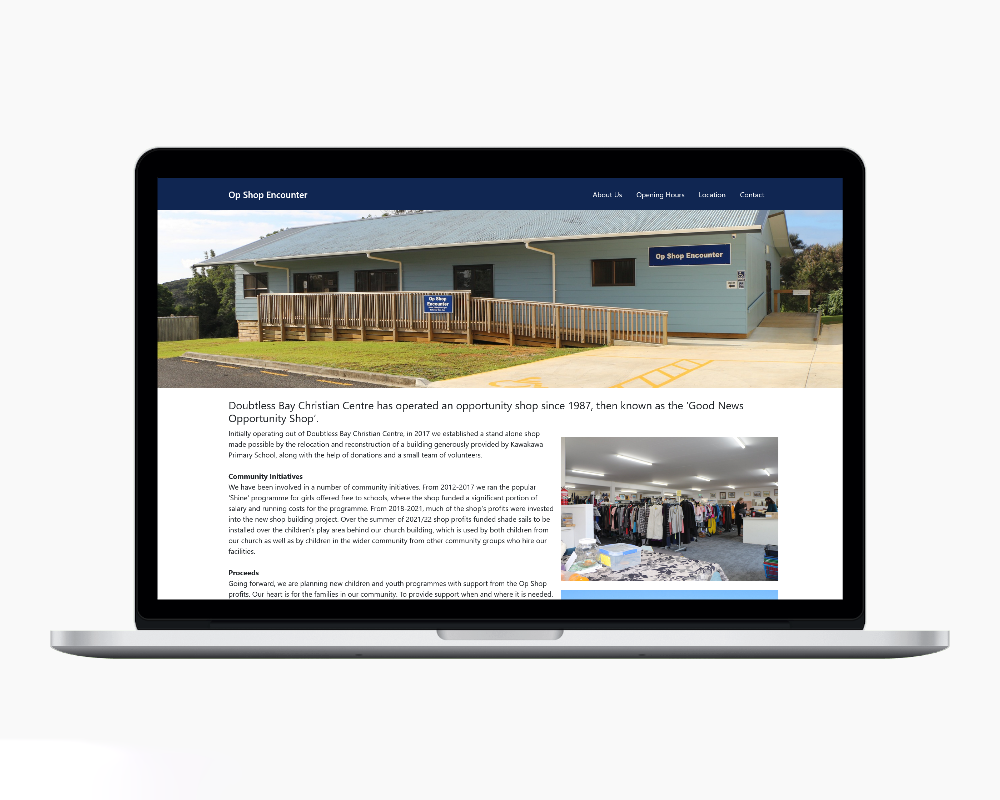 Op Shop Encounter
About Us Opening Hours Location Contact
Op Shop Encounter
Op Shop
Encounter
Doubtless Bay Christian Centre has operated an opportunity shop since 1987, then known as the 'Good News
Opportunity Shop'.
Initially operating out of Doubtless Bay Christian Centre, in 2017 we established a stand alone shop
made possible by the relocation and reconstruction of a building generously provided by Kawakawa
Primary School, along with the help of donations and a small team of volunteers.
Community Initiatives
We have been involved in a number of community initiatives. From 2012-2017 we ran the popular
'Shine' programme for girls offered free to schools, where the shop funded a significant portion of
salary and running costs for the programme. From 2018-2021, much of the shop's profits were invested
into the new shop building project. Over the summer of 2021/22 shop profits funded shade sails to be
installed over the children's play area behind our church building, which is used by both children from
our church as well as by children in the wider community from other community groups who hire our
facilities.
Proceeds
Going forward, we are planning new children and youth programmes with support from the Op Shop
profits. Our heart is for the families in our community. To provide support when and where it is needed.